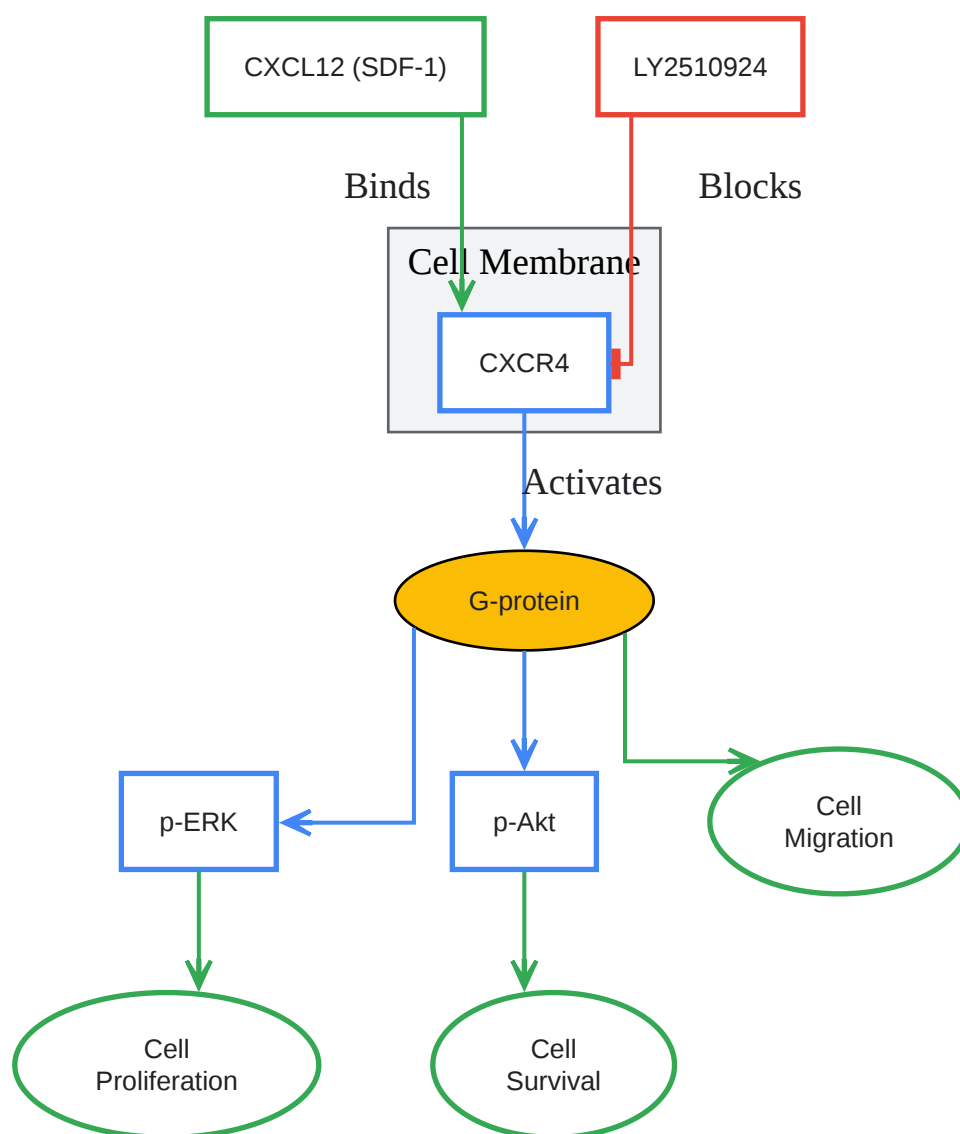 CXCL12 (SDF-1)
LY2510924
Binds
Blocks
Cell Membrane
CXCR4
Activates
G-protein
p-ERK
p-Akt
Cell
Migration
Cell
Proliferation
Cell
Survival